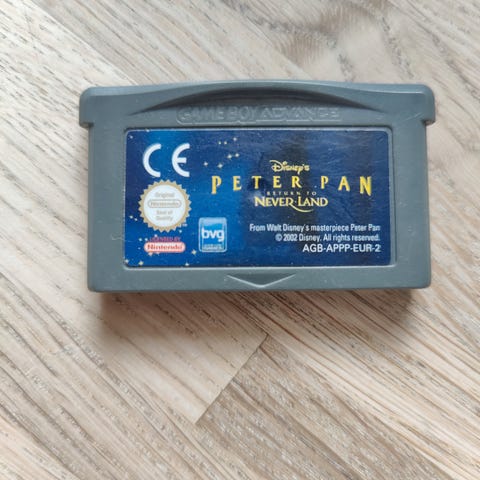 GAME BOY ADVANCE
CE
Disney's
PETER PAN
RETURN TO
NEVER LAND
Original
Nintendo
Seal of
Quality
LICENSED BY
Nintendo
bvg
From Walt Disney's masterpiece Peter Pan
© 2002 Disney. All rights reserved.
AGB-APPP-EUR-2